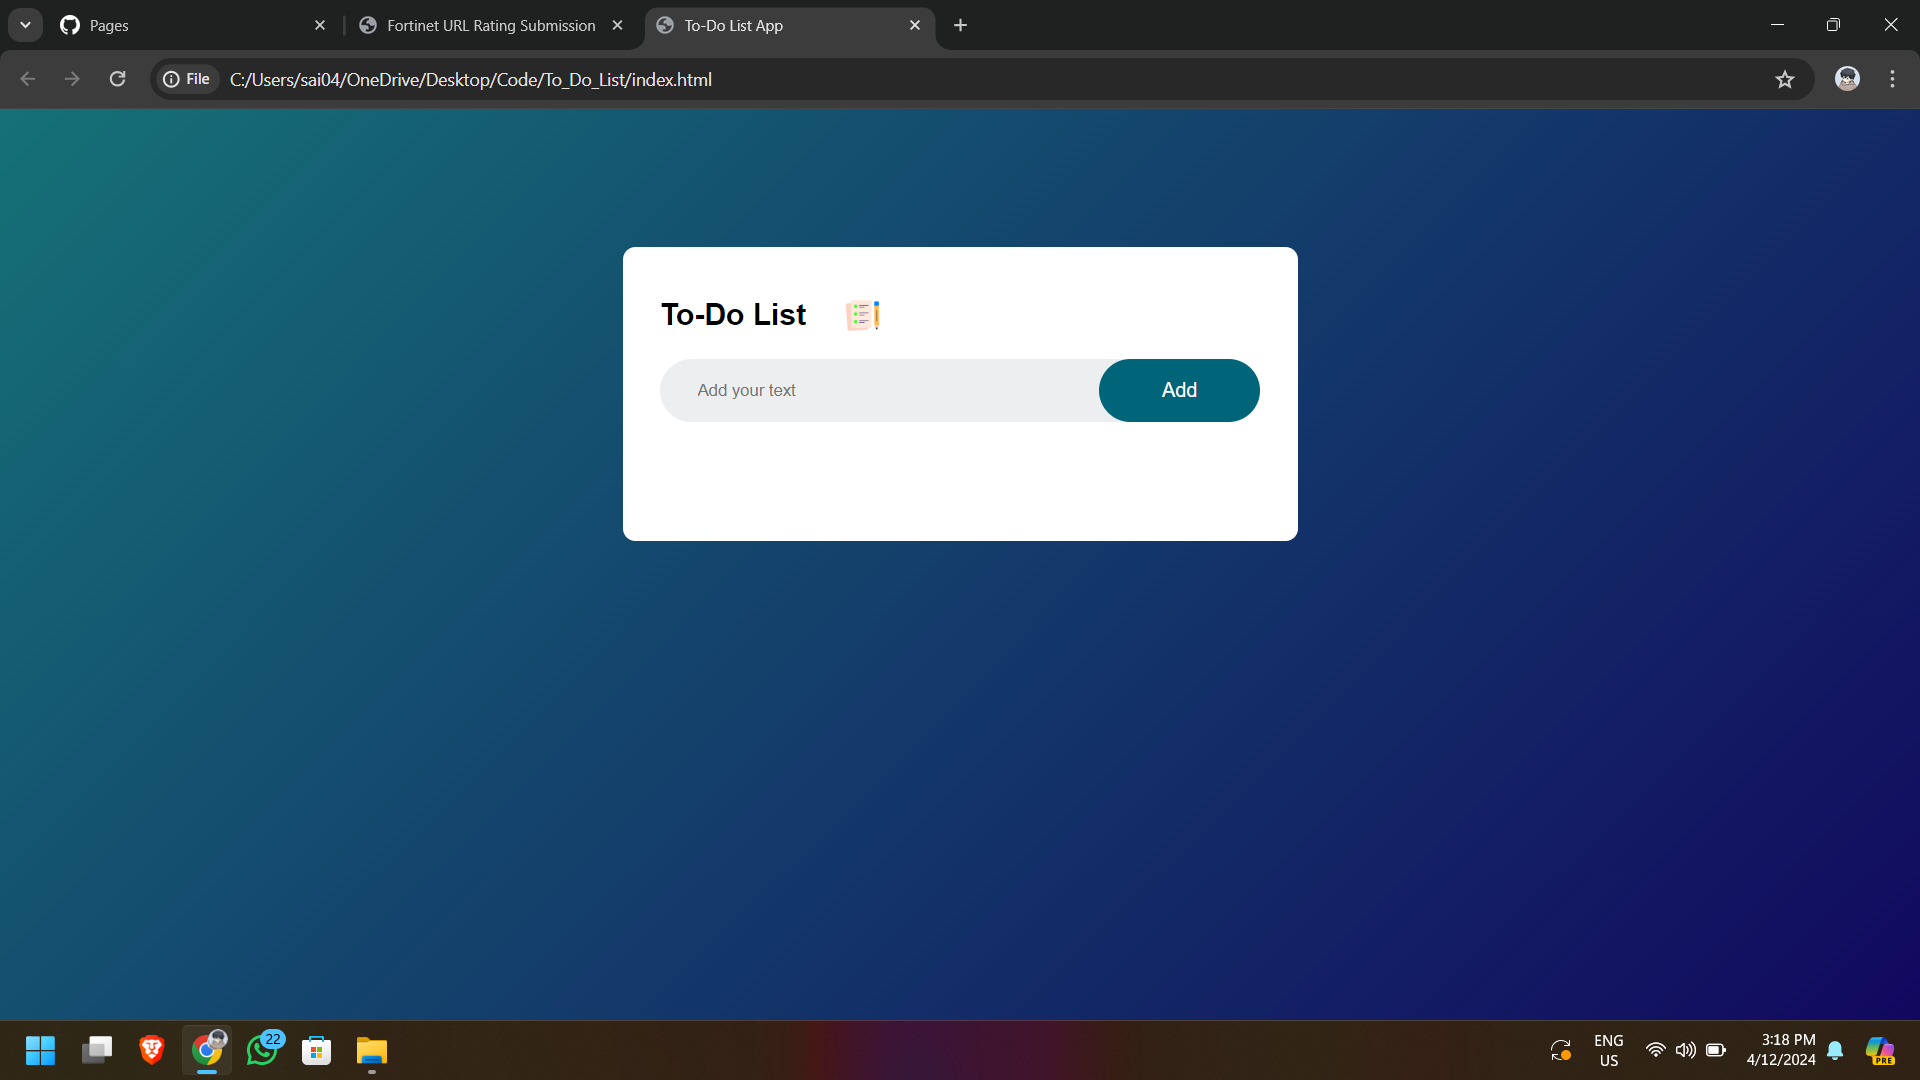 Pages
Fortinet URL Rating Submission
To-Do List App
File
C:/Users/sai04/OneDrive/Desktop/Code/To_Do_List/index.html
To-Do List
Add your text
Add
22
ENG
US
3:18 PM
4/12/2024
PRE